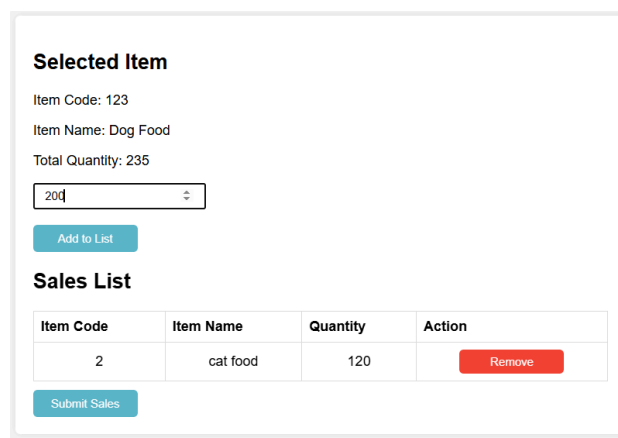 Selected Item
Item Code: 123
Item Name: Dog Food
Total Quantity: 235
200
Add to List
Sales List
Item Code Item Name Quantity Action
2 cat food 120 Remove
Submit Sales